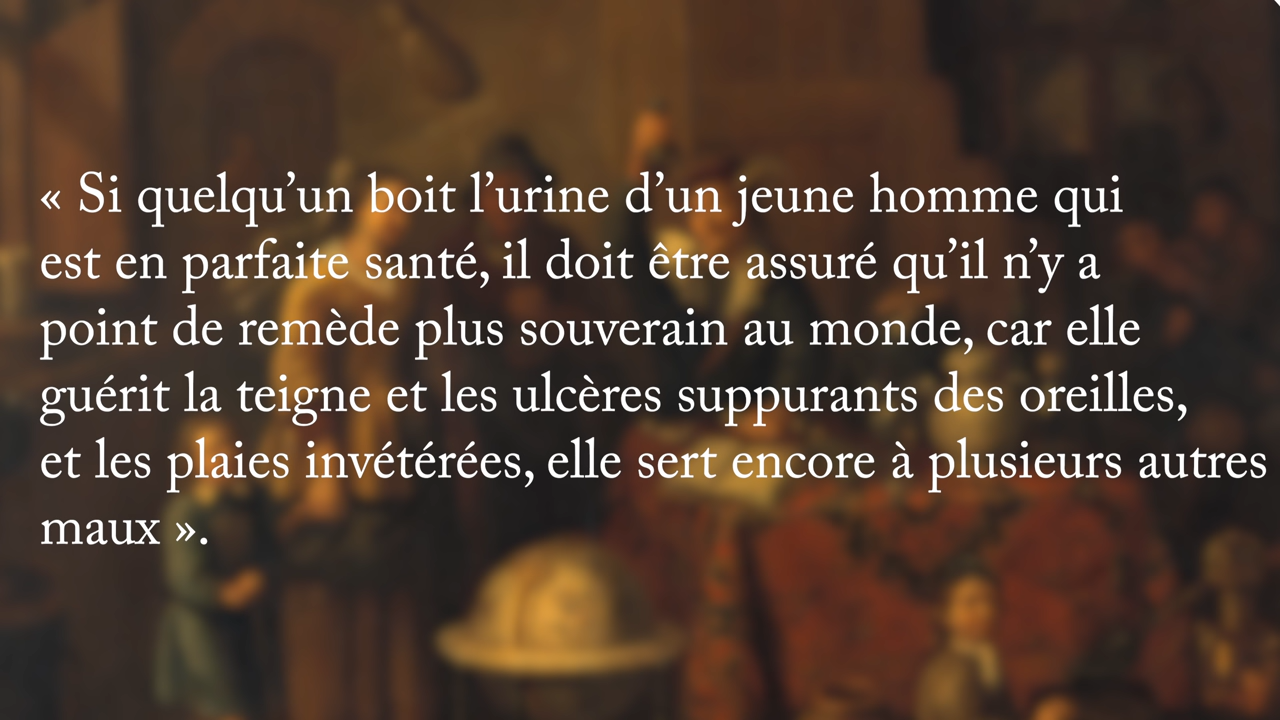 « Si quelqu’un boit l’urine d’un jeune homme qui
est en parfaite santé, il doit être assuré qu’il n’y a
point de remède plus souverain au monde, car elle
guérit la teigne et les ulcères suppurants des oreilles,
et les plaies invétérées, elle sert encore à plusieurs autres
maux ».